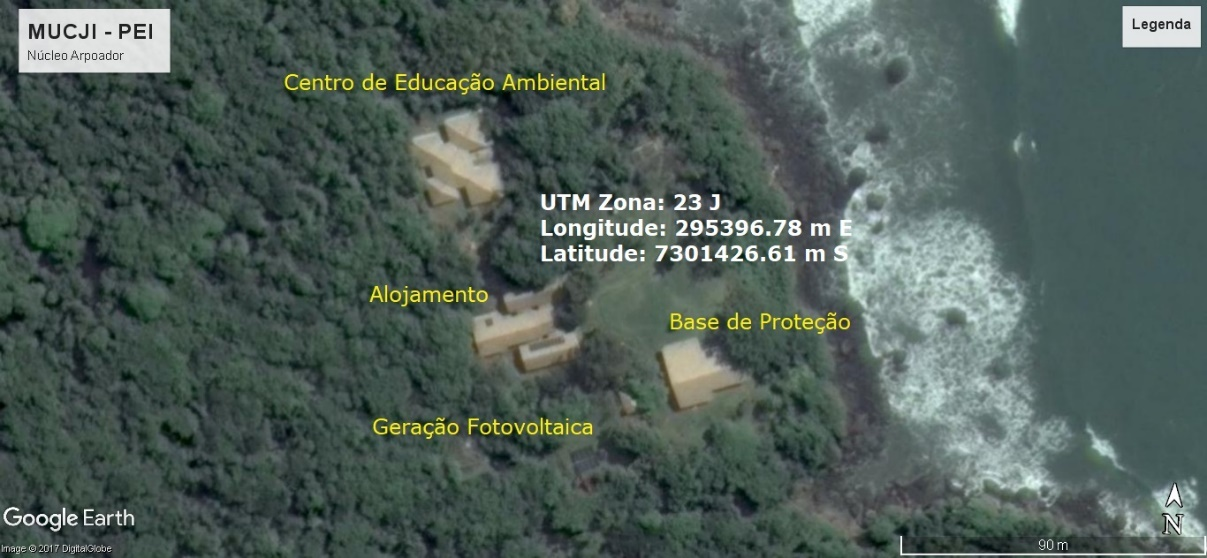 MUCJI - PEI
Núcleo Arpoador
Legenda
Centro de Educação Ambiental
UTM Zona: 23 J
Longitude: 295396.78 m E
Latitude: 7301426.61 m S
Alojamento
Base de Proteção
Geração Fotovoltaica
Google Earth
Image © 2017 DigitalGlobe
N
90 m